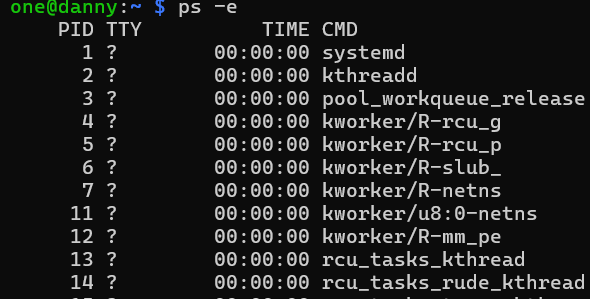 one@danny:~ $ ps -e
PID TTY TIME CMD
1 ? 00:00:00 systemd
2 ? 00:00:00 kthreadd
3 ? 00:00:00 pool_workqueue_release
4 ? 00:00:00 kworker/R-rcu_g
5 ? 00:00:00 kworker/R-rcu_p
6 ? 00:00:00 kworker/R-slub_
7 ? 00:00:00 kworker/R-netns
11 ? 00:00:00 kworker/u8:0-netns
12 ? 00:00:00 kworker/R-mm_pe
13 ? 00:00:00 rcu_tasks_kthread
14 ? 00:00:00 rcu_tasks_rude_kthread